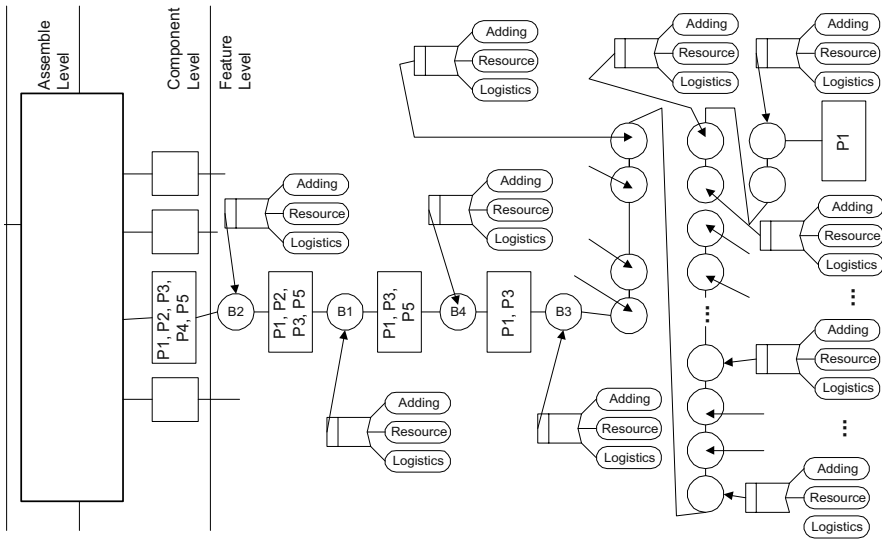 Assemble
Level
Component
Level
Feature
Level
P1, P2, P3,
P4, P5
B2
P1, P2,
P3, P5
B1
P1, P3,
P5
B4
P1, P3
B3
Adding
Resource
Logistics
Adding
Resource
Logistics
Adding
Resource
Logistics
Adding
Resource
Logistics
Adding
Resource
Logistics
Adding
Resource
Logistics
Adding
Resource
Logistics
P1
Adding
Resource
Logistics
...
...
Adding
Resource
Logistics
...
Adding
Resource
Logistics